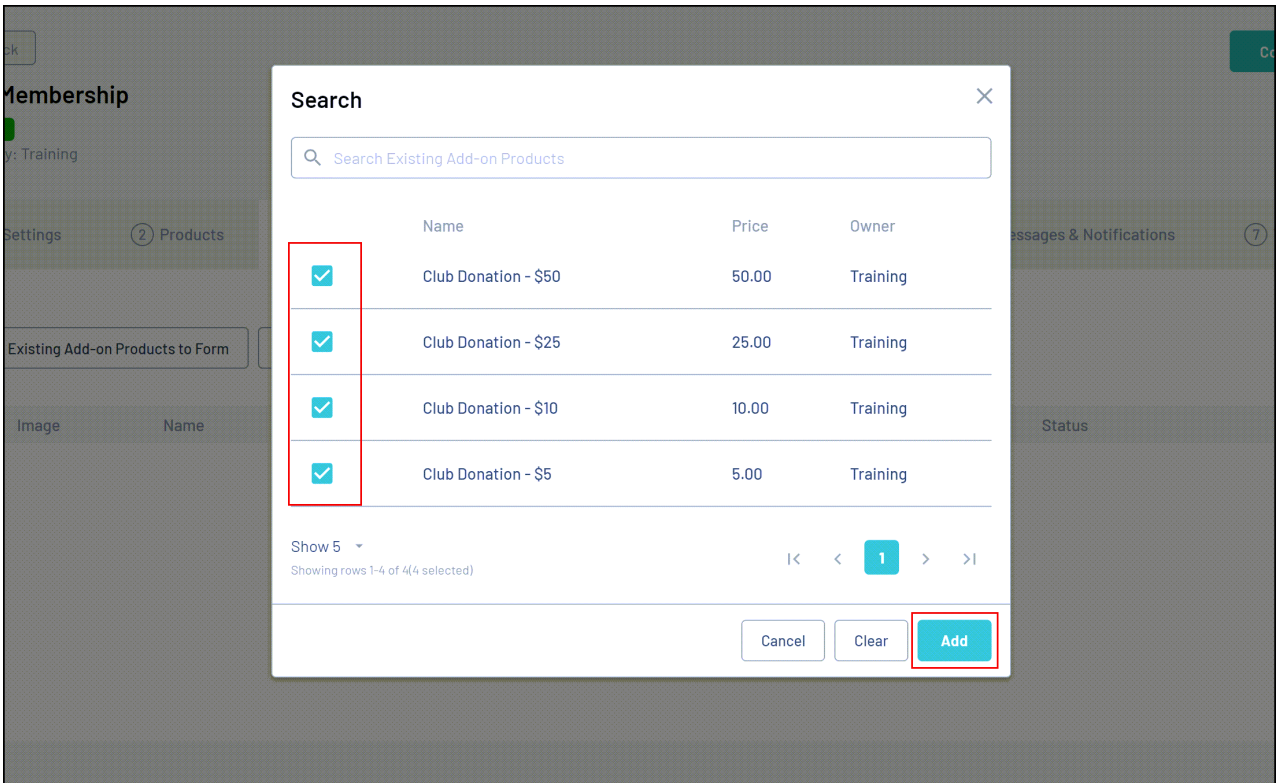 ck
Co
Membership
y: Training
Settings
2 Products
essages & Notifications
7
Existing Add-on Products to Form
Image
Name
Status
Search
Search Existing Add-on Products
Name Price Owner
Club Donation - $50 50.00 Training
Club Donation - $25 25.00 Training
Club Donation - $10 10.00 Training
Club Donation - $5 5.00 Training
Show 5
Showing rows 1-4 of 4(4 selected)
1
Cancel Clear Add